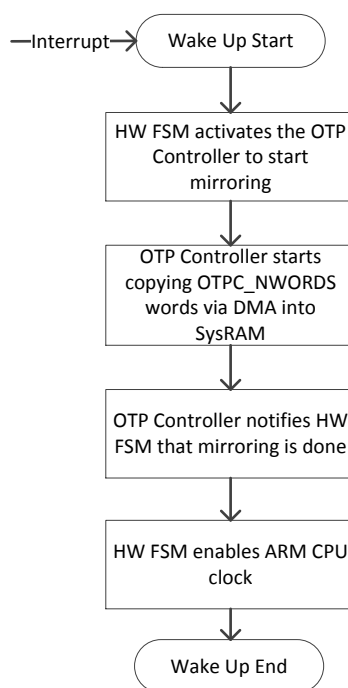 Interrupt
Wake Up Start
HW FSM activates the OTP
Controller to start
mirroring
OTP Controller starts
copying OTPC_NWORDS
words via DMA into
SysRAM
OTP Controller notifies HW
FSM that mirroring is done
HW FSM enables ARM CPU
clock
Wake Up End